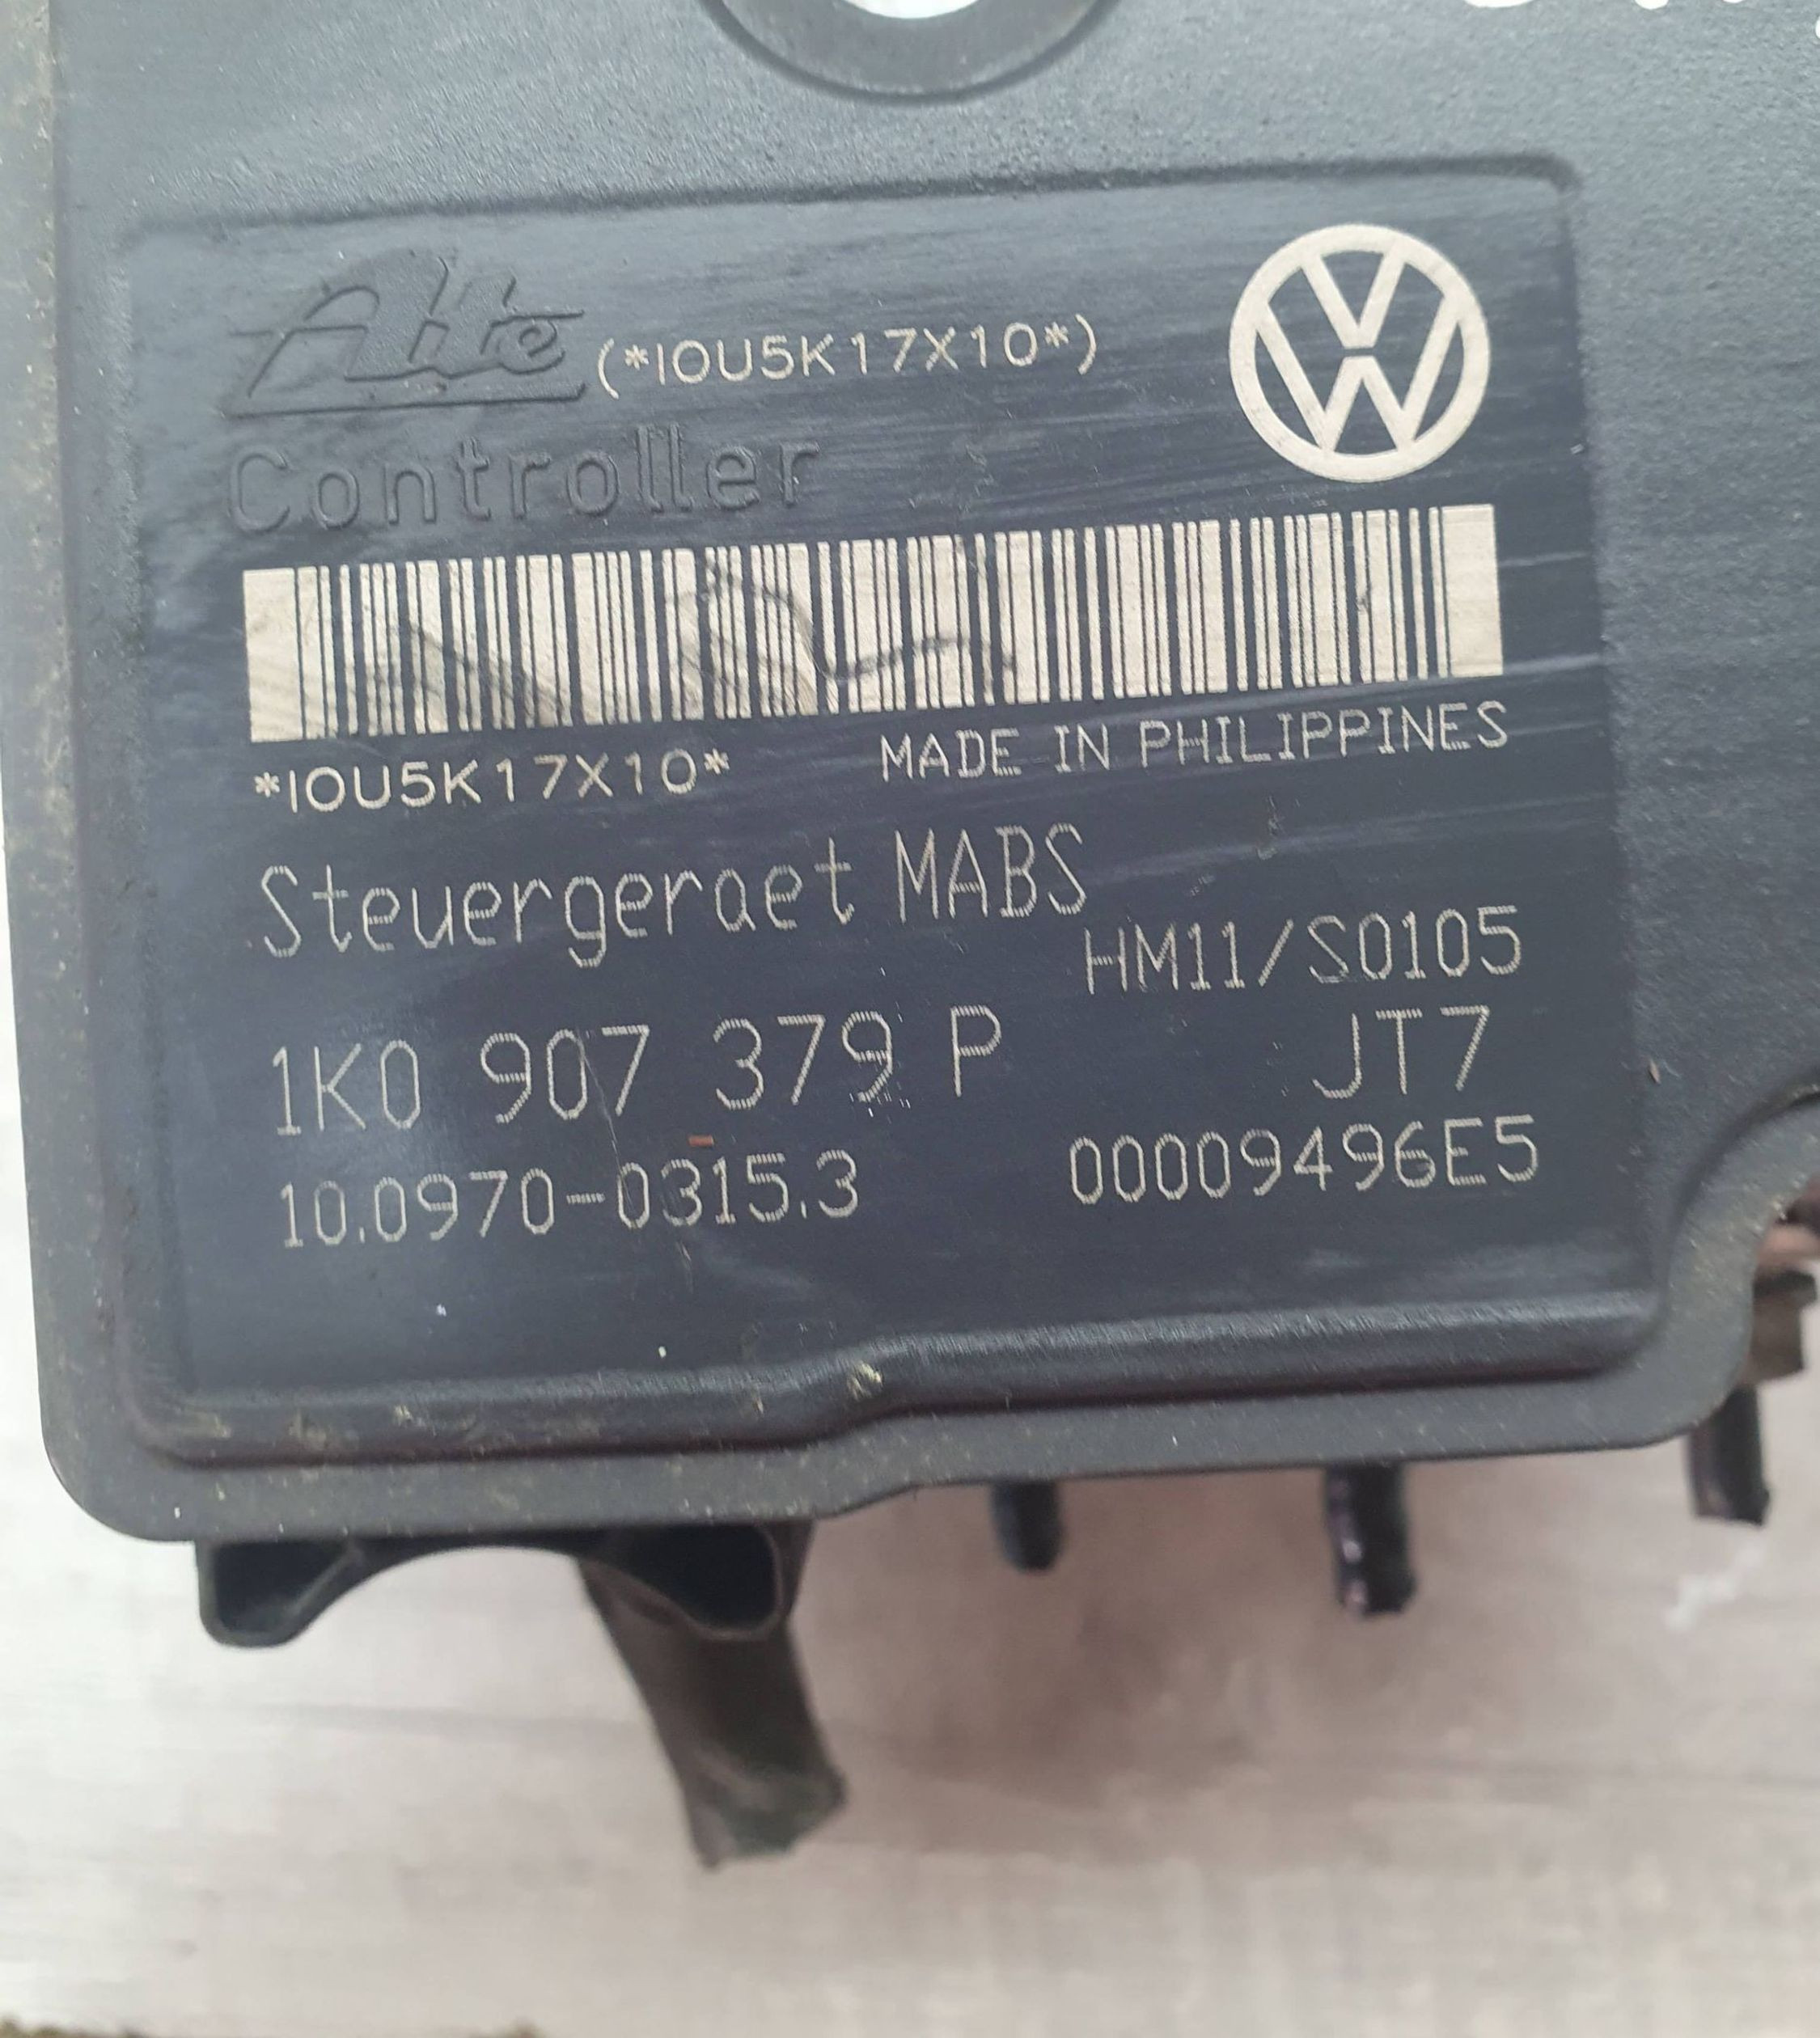 Ate (*IOU5K17X10*)
Controller
*IOU5K17X10* MADE IN PHILIPPINES
Steuergeraet MABS
HM11/S0105
1K0 907 379 P JT7
10.0970-0315.3 00009496E5